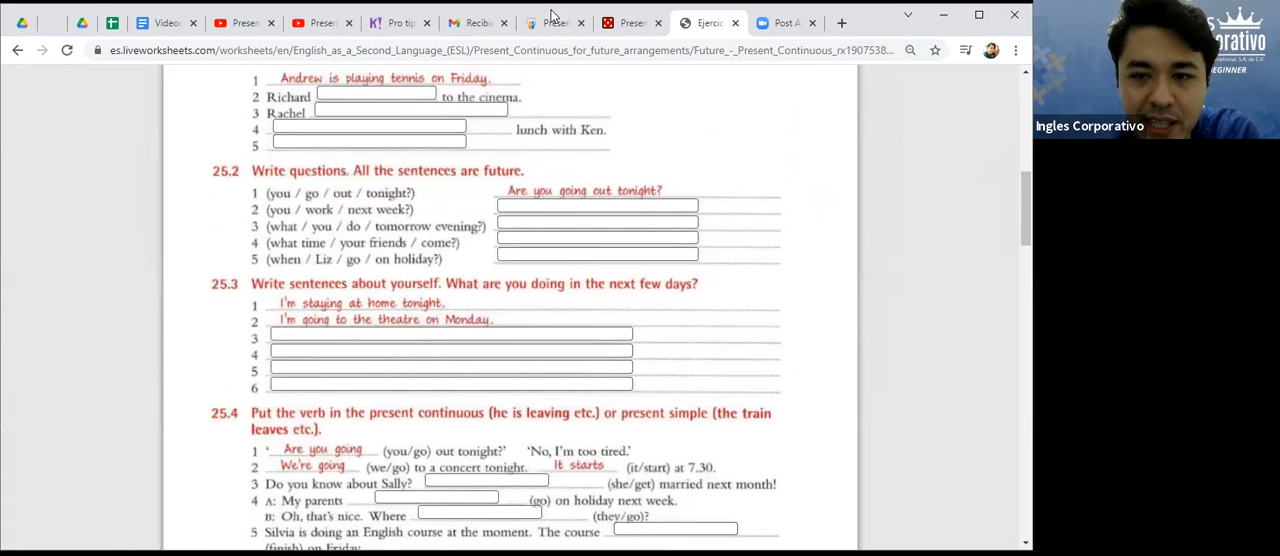 Videoc
Presen
Presen
Pro tip
Recibic
Presen
Presen
Ejercic
Post A
es.liveworksheets.com/worksheets/en/English_as_a_Second_Language_(ESL)/Present_Continuous_for_future_arrangements/Future_-_Present_Continuous_rx1907538...
1 Andrew is playing tennis on Friday.
2 Richard to the cinema.
3 Rachel
4 lunch with Ken.
5
25.2 Write questions. All the sentences are future.
1 (you / go / out / tonight?) Are you going out tonight?
2 (you / work / next week?)
3 (what / you / do / tomorrow evening?)
4 (what time / your friends / come?)
5 (when / Liz / go / on holiday?)
25.3 Write sentences about yourself. What are you doing in the next few days?
1 I'm staying at home tonight.
2 I'm going to the theatre on Monday.
3
4
5
6
25.4 Put the verb in the present continuous (he is leaving etc.) or present simple (the train
leaves etc.).
1 ' Are you going (you/go) out tonight?' 'No, I'm too tired.'
2 We're going (we/go) to a concert tonight. It starts (it/start) at 7.30.
3 Do you know about Sally? (she/get) married next month!
4 A: My parents (go) on holiday next week.
B: Oh, that's nice. Where (they/go)?
5 Silvia is doing an English course at the moment. The course
(finish) on Friday.
Ingles Corporativo
BEGINNER